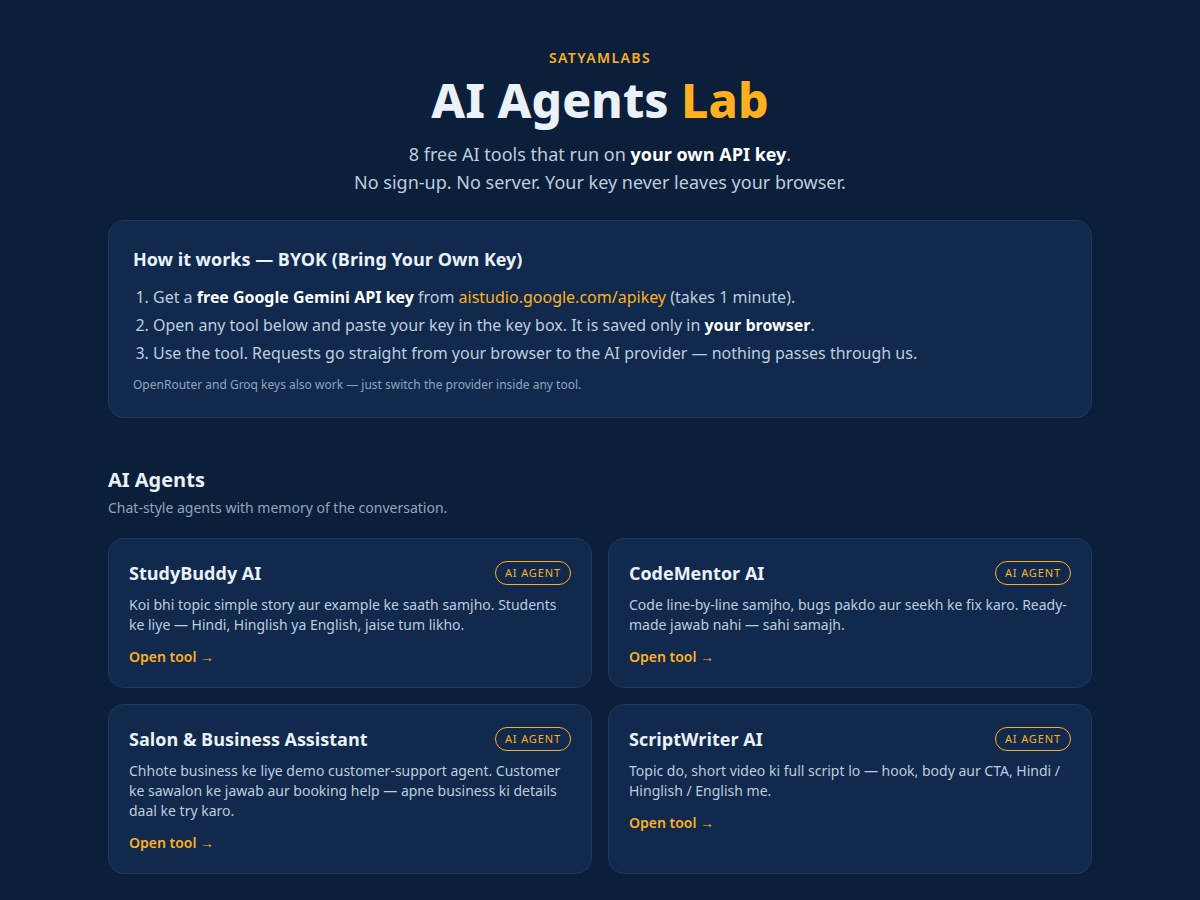 SATYAMLABS
AI Agents Lab
8 free AI tools that run on your own API key.
No sign-up. No server. Your key never leaves your browser.
How it works — BYOK (Bring Your Own Key)
1. Get a free Google Gemini API key from aistudio.google.com/apikey (takes 1 minute).
2. Open any tool below and paste your key in the key box. It is saved only in your browser.
3. Use the tool. Requests go straight from your browser to the AI provider — nothing passes through us.
OpenRouter and Groq keys also work — just switch the provider inside any tool.
AI Agents
Chat-style agents with memory of the conversation.
StudyBuddy AI
AI AGENT
Koi bhi topic simple story aur example ke saath samjho. Students
ke liye — Hindi, Hinglish ya English, jaise tum likho.
Open tool →
CodeMentor AI
AI AGENT
Code line-by-line samjho, bugs pakdo aur seekh ke fix karo. Ready-
made jawab nahi — sahi samajh.
Open tool →
Salon & Business Assistant
AI AGENT
Chhote business ke liye demo customer-support agent. Customer
ke sawalon ke jawab aur booking help — apne business ki details
daal ke try karo.
Open tool →
ScriptWriter AI
AI AGENT
Topic do, short video ki full script lo — hook, body aur CTA, Hindi /
Hinglish / English me.
Open tool →